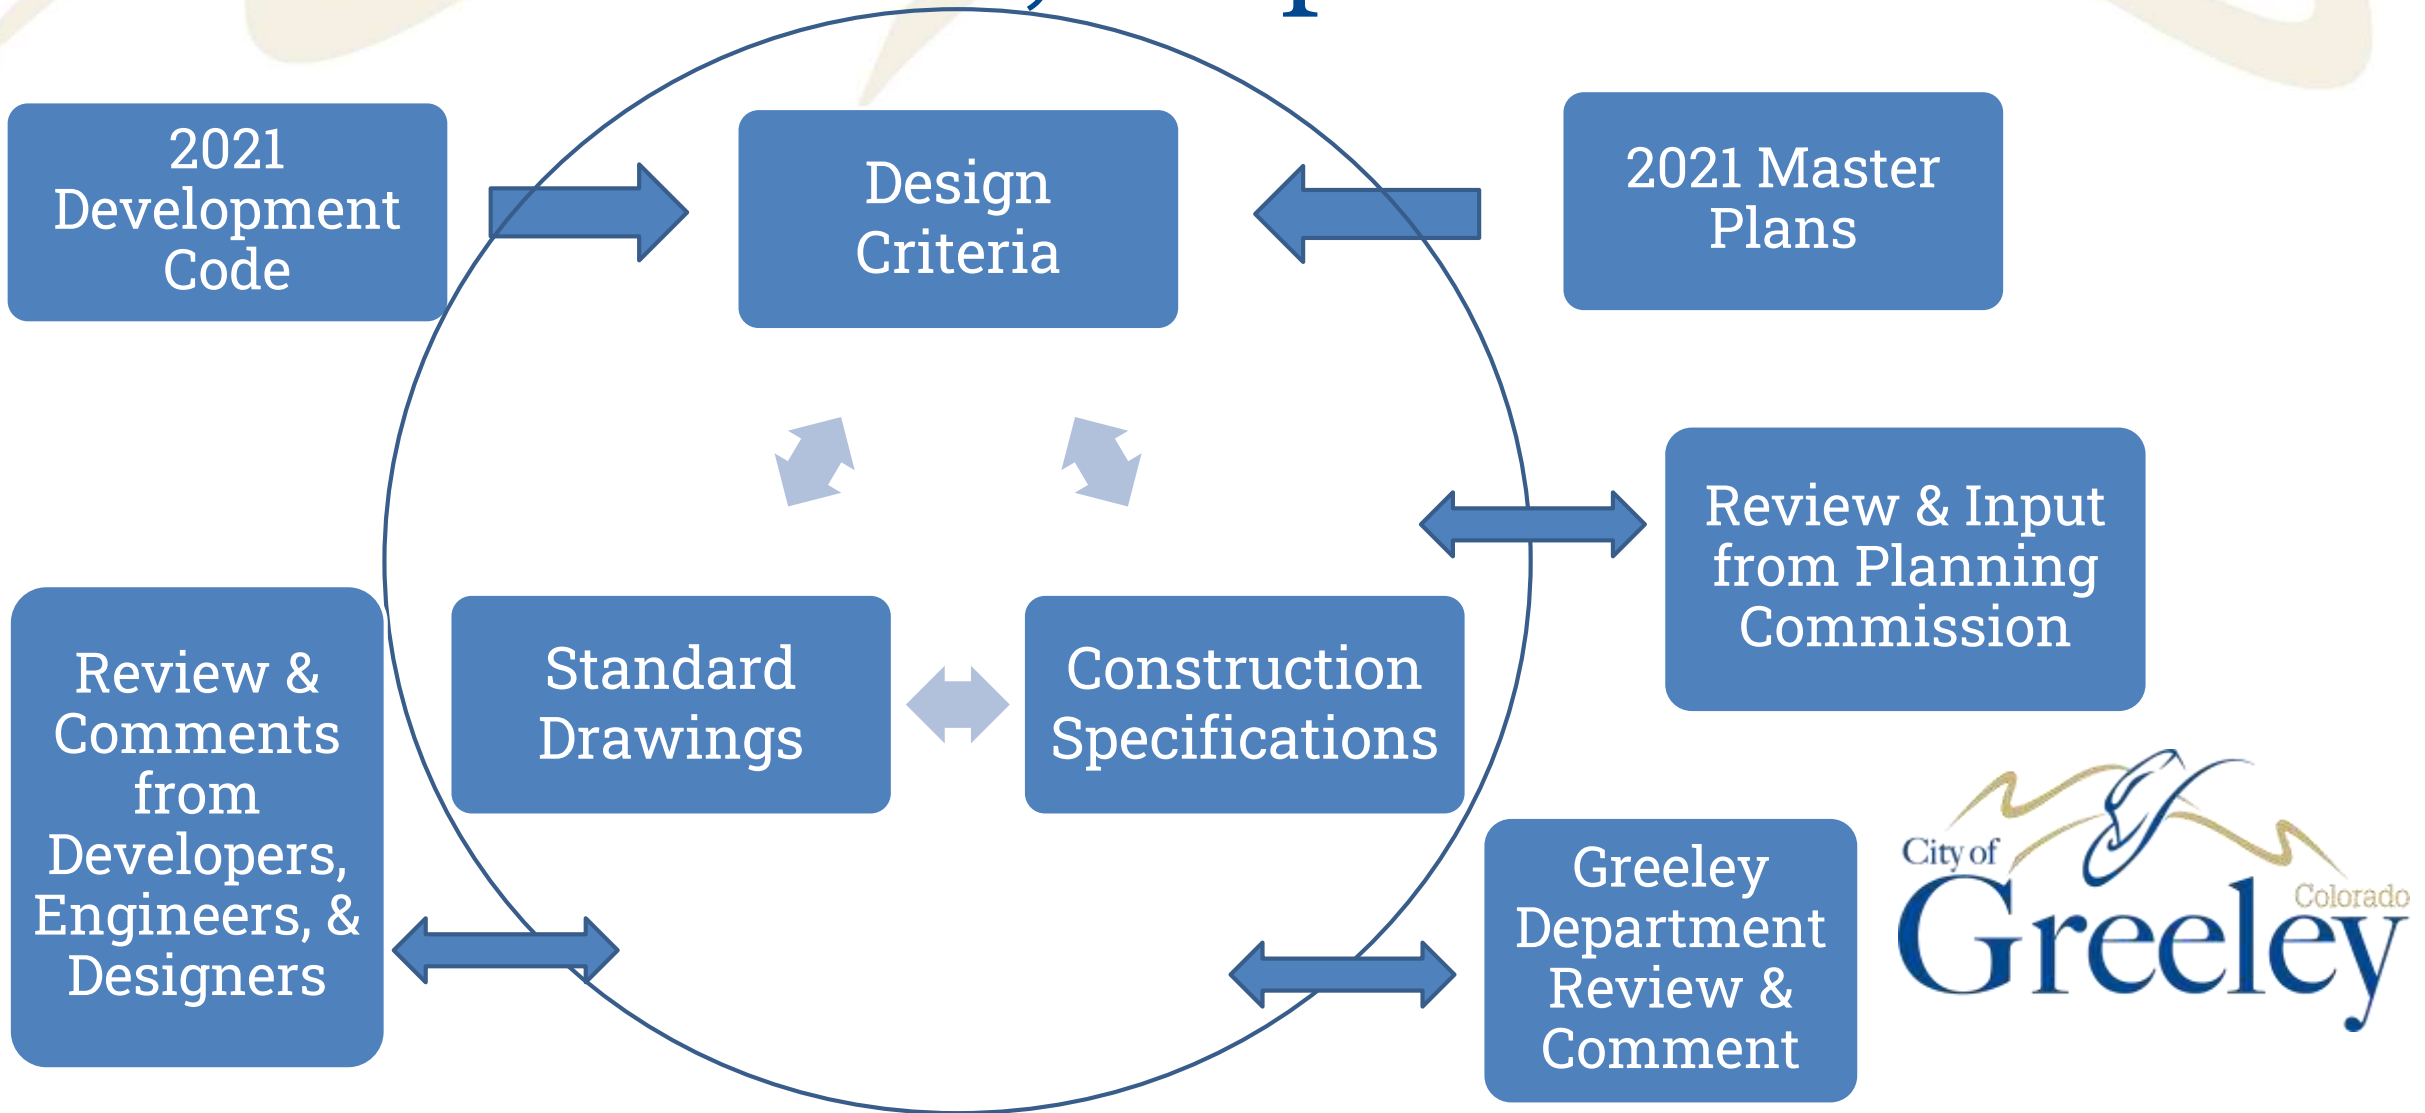 2021
Development
Code
Design
Criteria
2021 Master
Plans
Review & Input
from Planning
Commission
Review &
Comments
from
Developers,
Engineers, &
Designers
Standard
Drawings
Construction
Specifications
Greeley
Department
Review &
Comment
City of
Colorado
Greeley